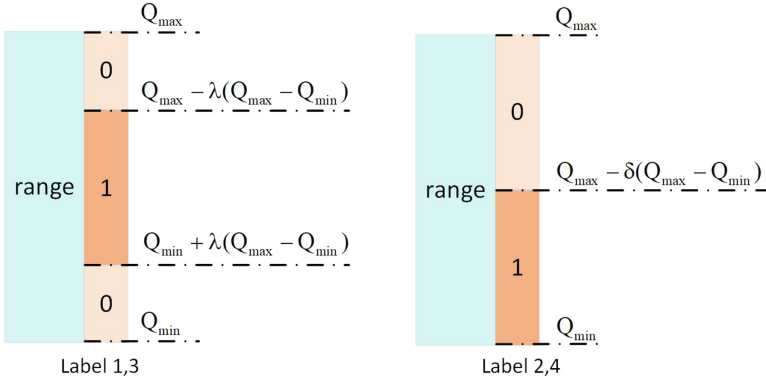 Q_max
0
Q_max − λ(Q_max − Q_min)
range
1
Q_min + λ(Q_max − Q_min)
0
Q_min
Label 1,3
Q_max
0
Q_max − δ(Q_max − Q_min)
range
1
Q_min
Label 2,4